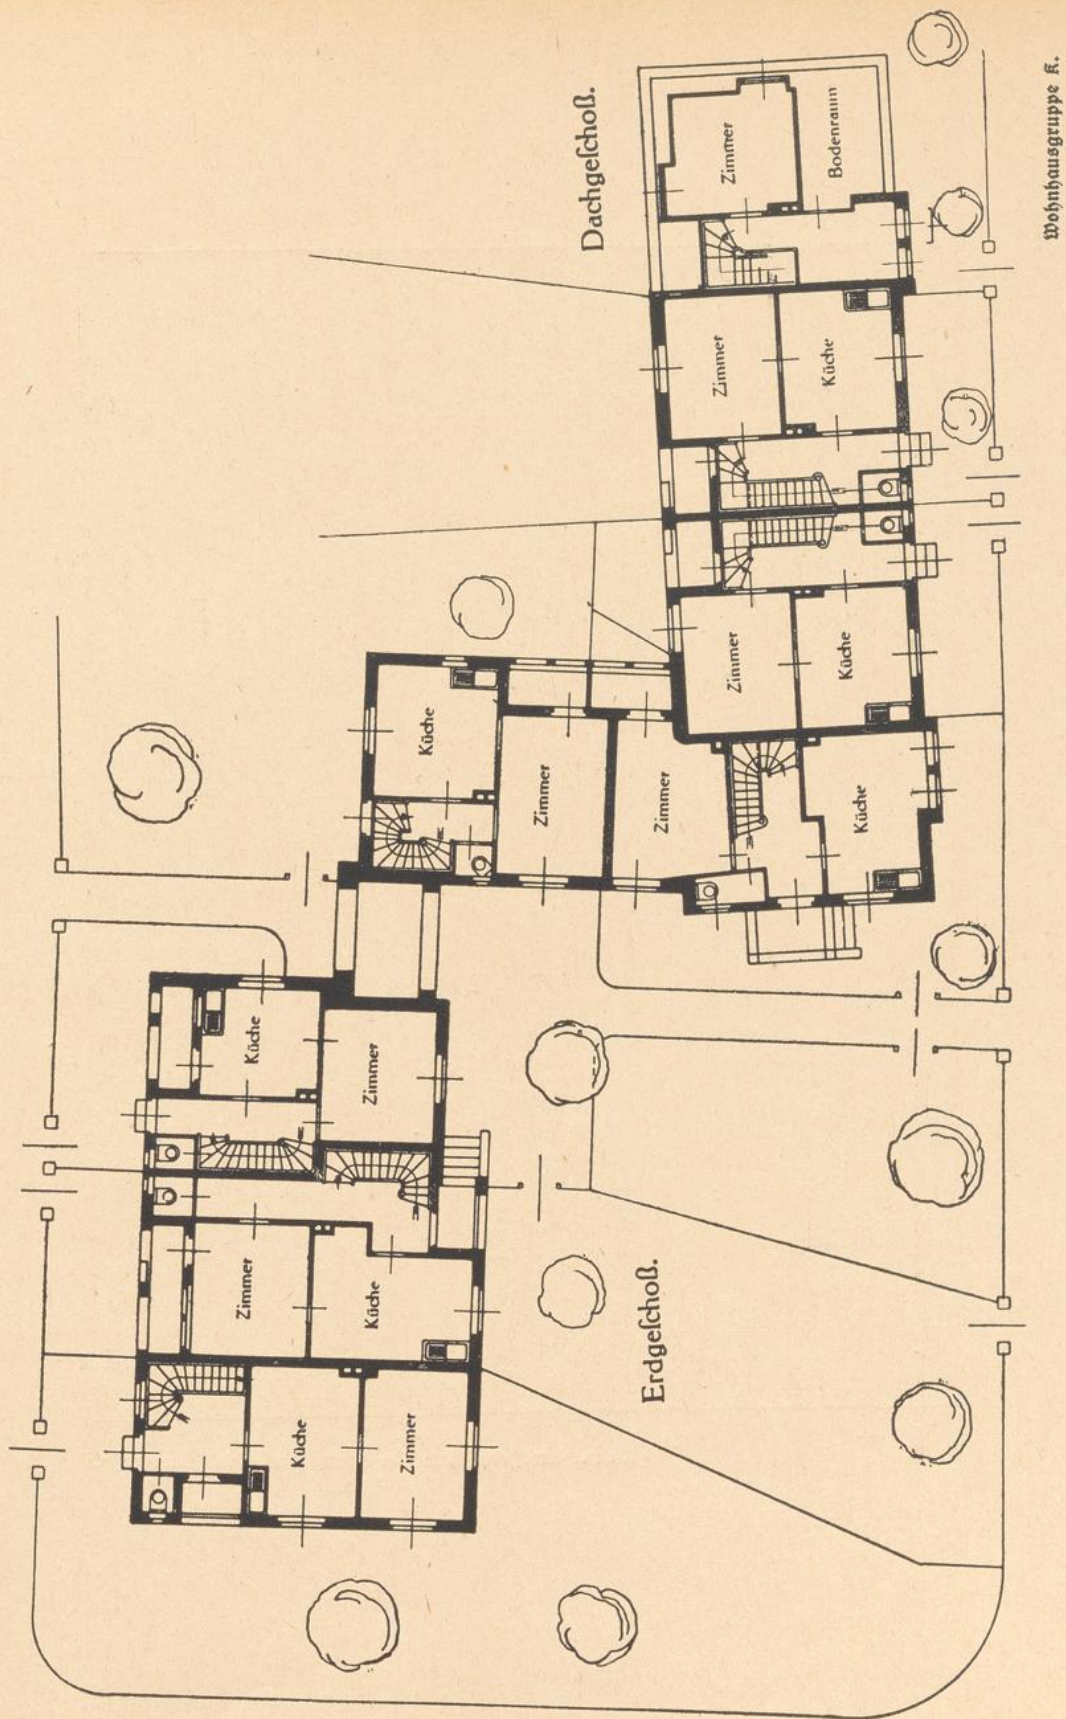 Zimmer
Küche
Küche
Küche
Zimmer
Zimmer
Küche
Zimmer
Dachgeſchoß.
Erdgeſchoß.
Zimmer
Zimmer
Zimmer
Zimmer
Küche
Küche
Küche
Bodenraum
Wohnhausgruppe K.